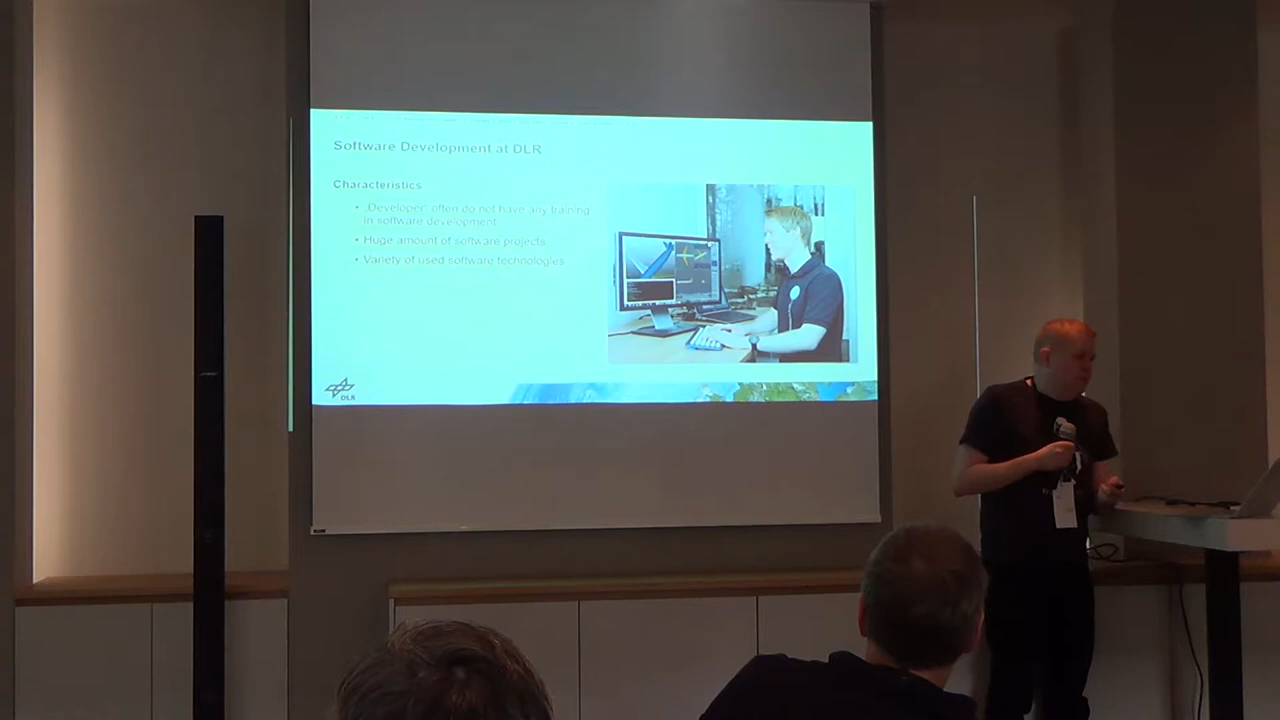 Software Development at DLR
Characteristics
• „Developer“ often do not have any training
in software development
• Huge amount of software projects
• Variety of used software technologies
DLR